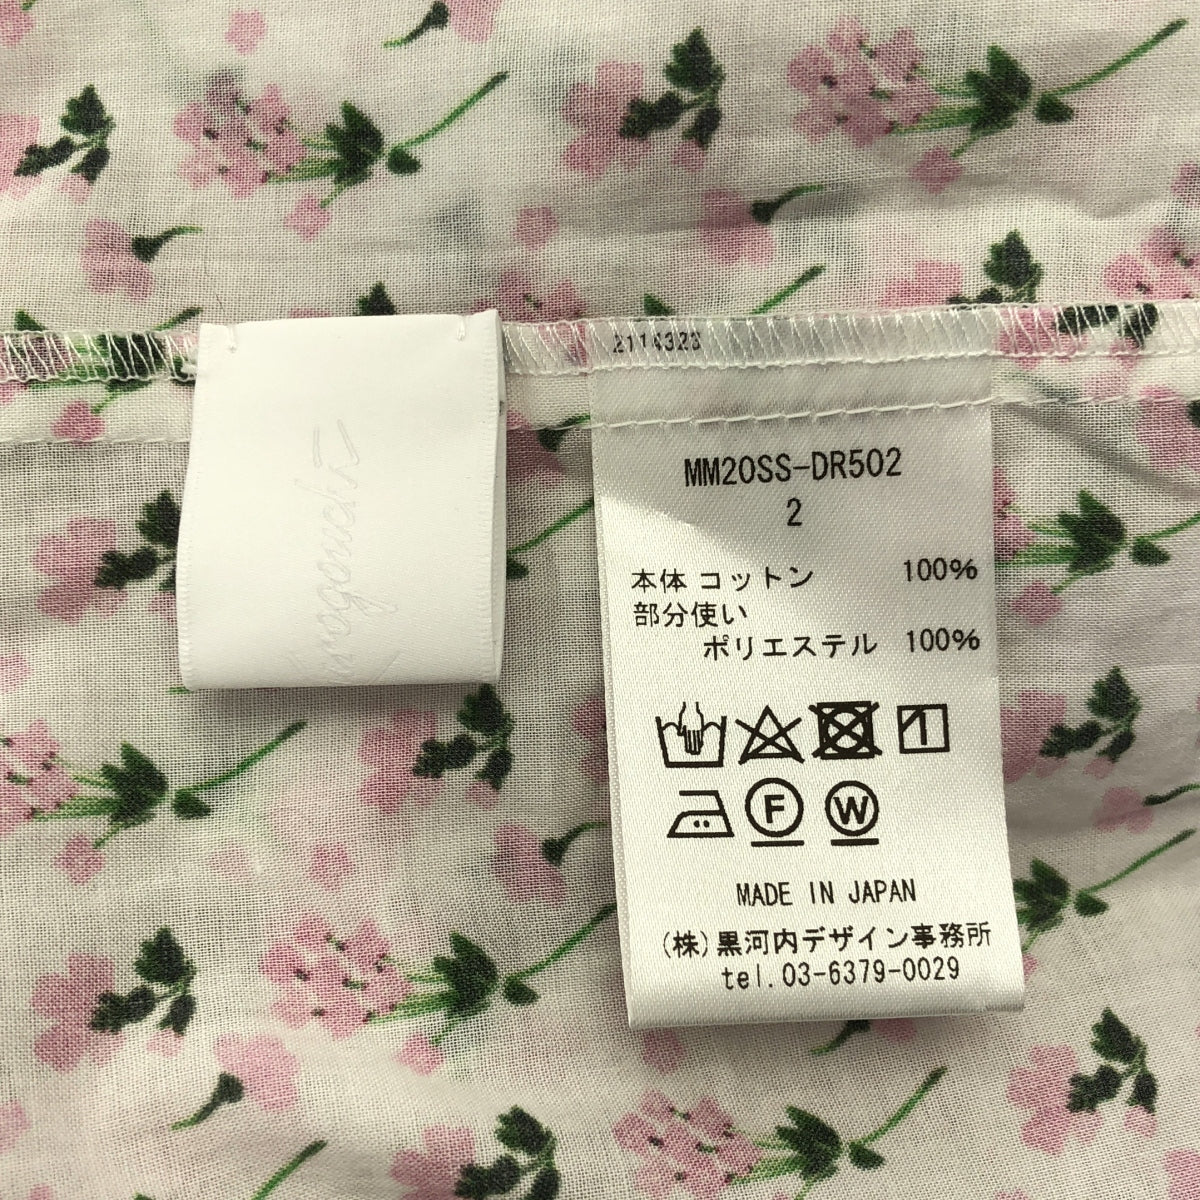 2114323
MM20SS-DR502
2
本体 コットン 100%
部分使い
ポリエステル 100%
F W
MADE IN JAPAN
(株)黒河内デザイン事務所
tel.03-6379-0029